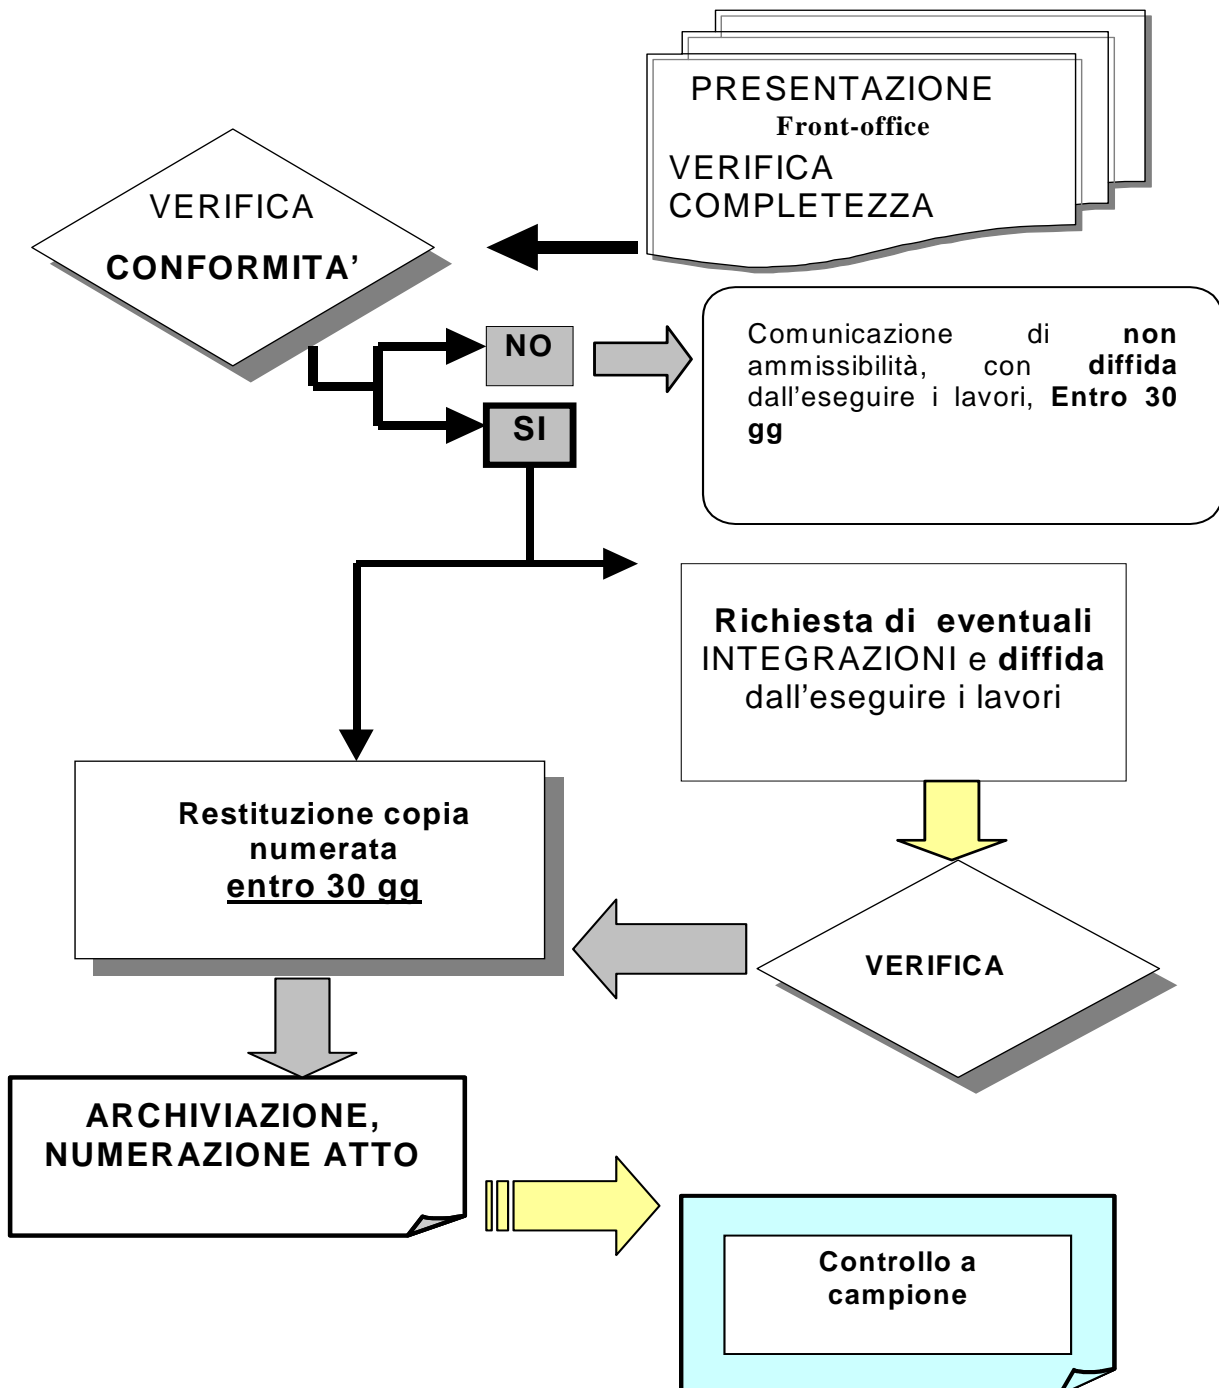 PRESENTAZIONE
Front-office
VERIFICA
COMPLETEZZA
VERIFICA
CONFORMITA’
NO
Comunicazione di non
ammissibilità, con diffida
dall'eseguire i lavori, Entro 30
gg
SI
Richiesta di eventuali
INTEGRAZIONI e diffida
dall'eseguire i lavori
Restituzione copia
numerata
entro 30 gg
VERIFICA
ARCHIVIAZIONE,
NUMERAZIONE ATTO
Controllo a
campione